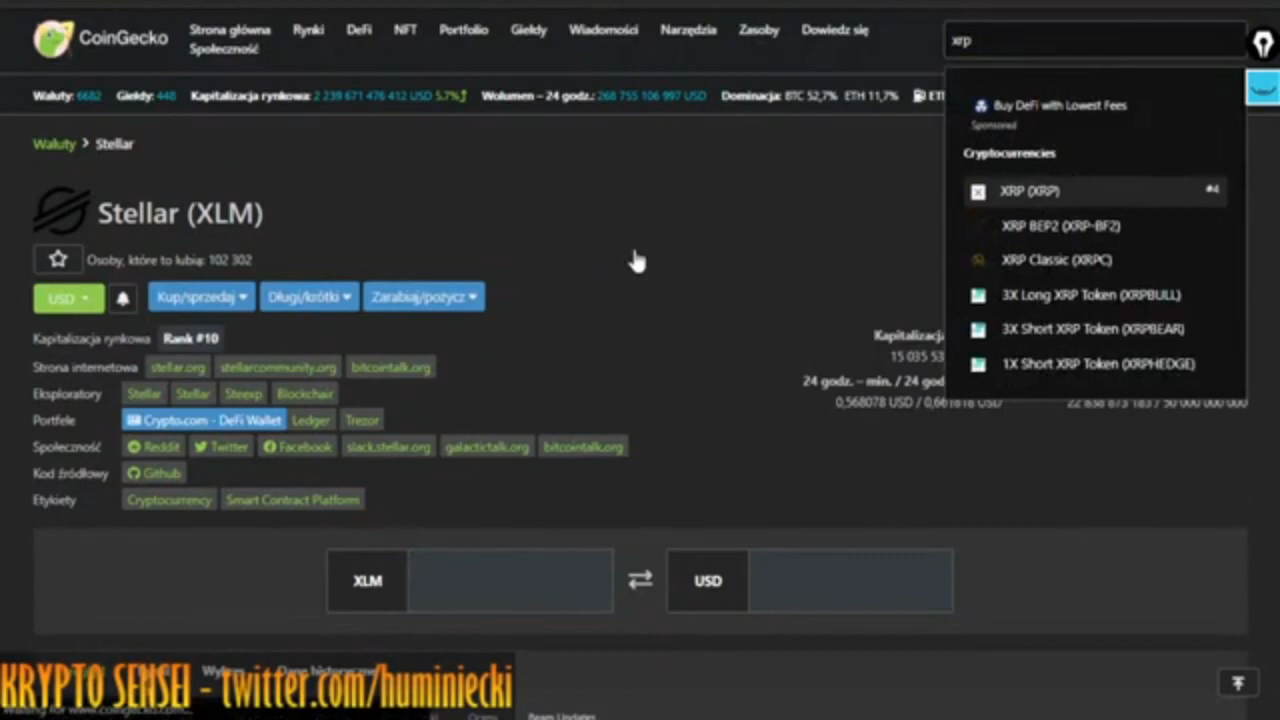 CoinGecko
Strona główna Rynki DeFi NFT Portfolio Giełdy Wiadomości Narzędzia Zasoby Dowiedz się
Społeczność
xrp
Waluty: 6682 Giełdy: 448 Kapitalizacja rynkowa: 2 239 671 476 412 USD 5.7% Wolumen – 24 godz.: 268 755 106 997 USD Dominacja: BTC 52,7% ETH 11,7%
Buy DeFi with Lowest Fees
Sponsored
Cryptocurrencies
XRP (XRP) #4
XRP BEP2 (XRP-BF2)
XRP Classic (XRPC)
3X Long XRP Token (XRPBULL)
3X Short XRP Token (XRPBEAR)
1X Short XRP Token (XRPHEDGE)
Waluty > Stellar
Stellar (XLM)
Osoby, które to lubią: 102 302
USD Kup/sprzedaj Długi/krótki Zarabiaj/pożycz
Kapitalizacja rynkowa Rank #10
Strona internetowa stellar.org stellarcommunity.org bitcointalk.org
Eksploratory Stellar Stellar Steexp Blockchair
Portfele Crypto.com - DeFi Wallet Ledger Trezor
Społeczność Reddit Twitter Facebook slack.stellar.org galactictalk.org bitcointalk.org
Kod źródłowy Github
Etykiety Cryptocurrency Smart Contract Platform
24 godz. – min. / 24 god
XLM USD
KRYPTO SENSEI - twitter.com/huminiecki
Beam Updates